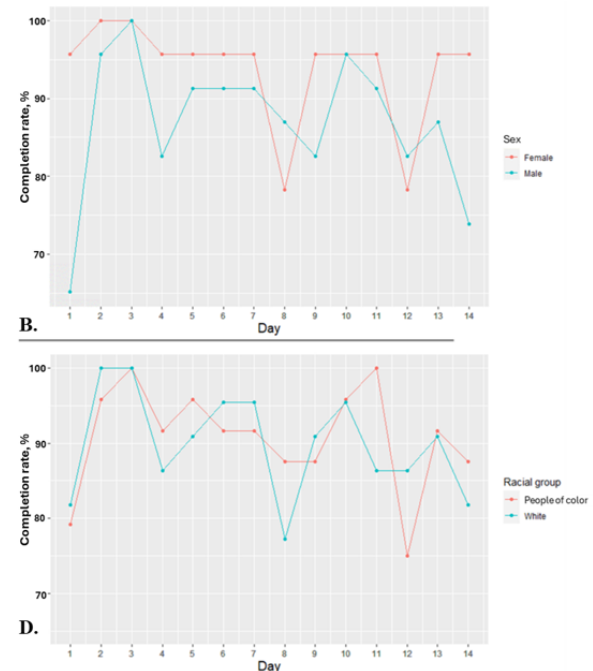 Completion rate, %
100
90
80
70
1 2 3 4 5 6 7 8 9 10 11 12 13 14
Day
Sex
Female
Male
B.
Completion rate, %
100
90
80
70
1 2 3 4 5 6 7 8 9 10 11 12 13 14
Day
Racial group
People of color
White
D.